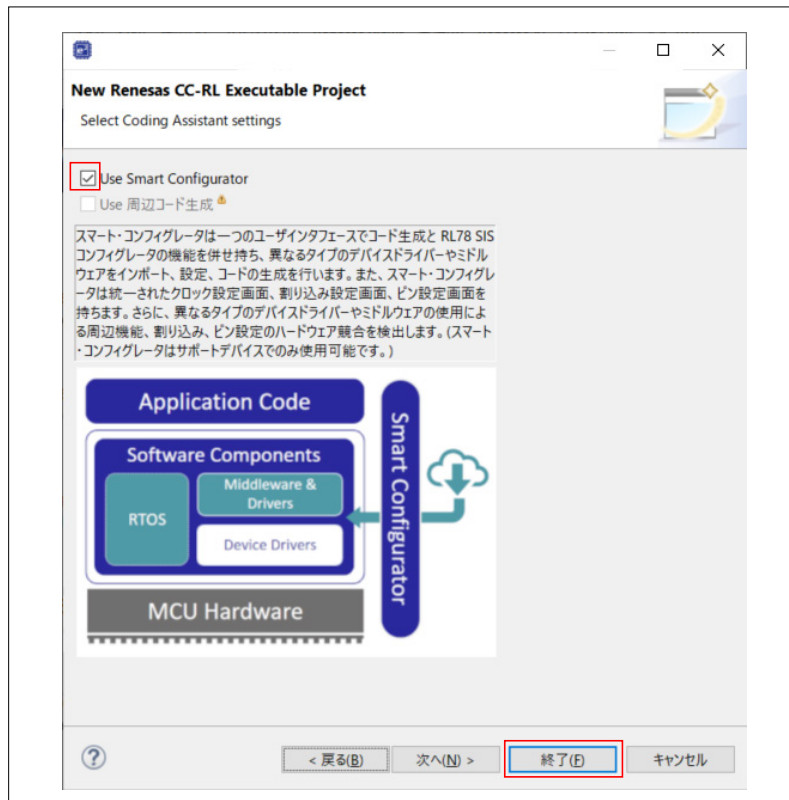 New Renesas CC-RL Executable Project
Select Coding Assistant settings
Use Smart Configurator
Use 周辺コード生成
スマート・コンフィグレータは一つのユーザインタフェースでコード生成と RL78 SIS
コンフィグレータの機能を併せ持ち、異なるタイプのデバイスドライバーやミドル
ウェアをインポート、設定、コードの生成を行います。また、スマート・コンフィグレ
ータは統一されたクロック設定画面、割り込み設定画面、ピン設定画面を
持ちます。さらに、異なるタイプのデバイスドライバーやミドルウェアの使用によ
る周辺機能、割り込み、ピン設定のハードウェア競合を検出します。(スマート
・コンフィグレータはサポートデバイスでのみ使用可能です。)
Application Code
Software Components
RTOS
Middleware &
Drivers
Device Drivers
MCU Hardware
Smart Configurator
< 戻る(B)
次へ(N) >
終了(F)
キャンセル